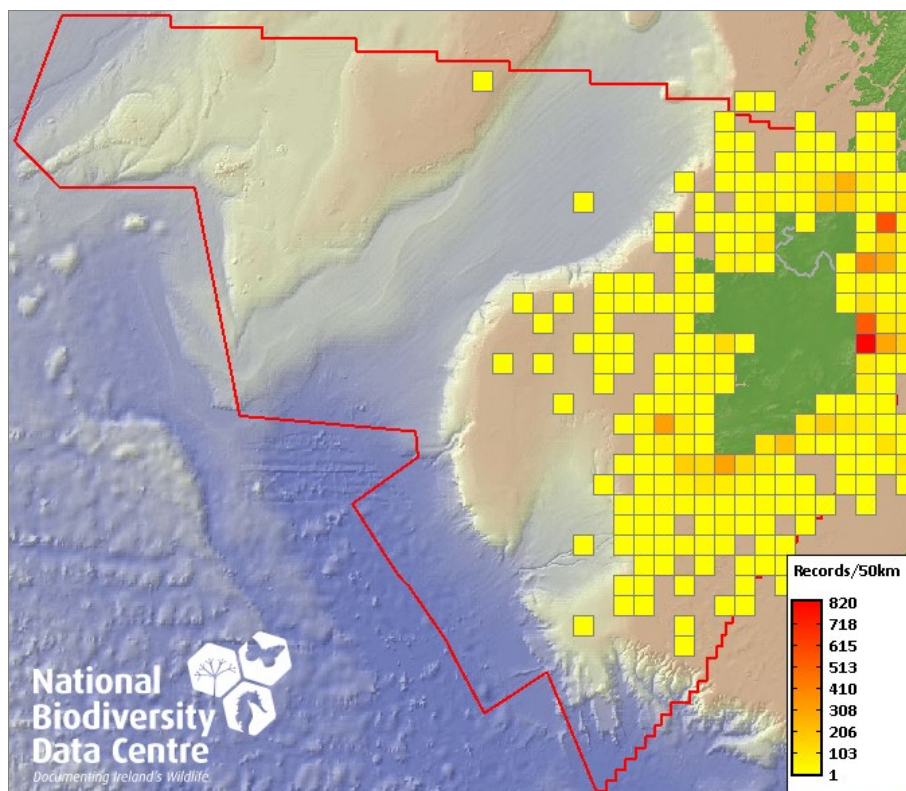 Records/50km
820
718
615
513
410
308
206
103
1
National
Biodiversity
Data Centre
Documenting Ireland's Wildlife